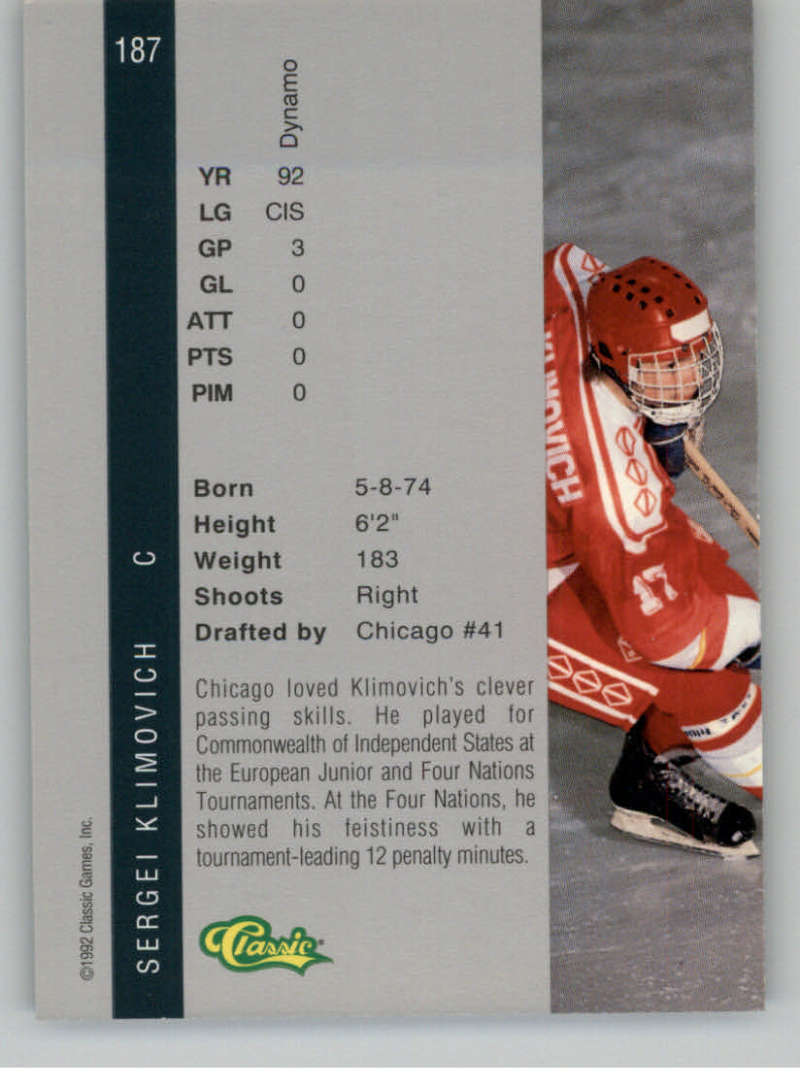 187
Dynamo
YR 92
LG CIS
GP 3
GL 0
ATT 0
PTS 0
PIM 0
Born 5-8-74
Height 6'2"
Weight 183
Shoots Right
Drafted by Chicago #41
Chicago loved Klimovich's clever
passing skills. He played for
Commonwealth of Independent States at
the European Junior and Four Nations
Tournaments. At the Four Nations, he
showed his feistiness with a
tournament-leading 12 penalty minutes.
Classic
SERGEI KLIMOVICH C
©1992 Classic Games, Inc.
KLIMOVICH
17